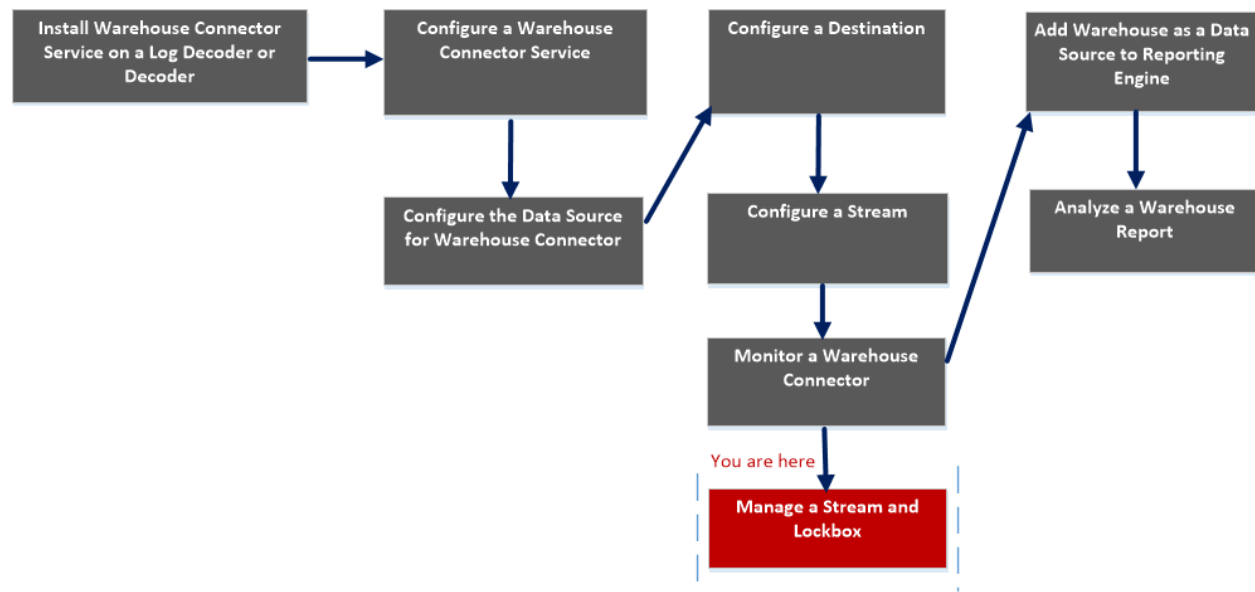 Install Warehouse Connector
Service on a Log Decoder or
Decoder
Configure a Warehouse
Connector Service
Configure the Data Source
for Warehouse Connector
Configure a Destination
Configure a Stream
Monitor a Warehouse
Connector
You are here
Manage a Stream and
Lockbox
Add Warehouse as a Data
Source to Reporting
Engine
Analyze a Warehouse
Report